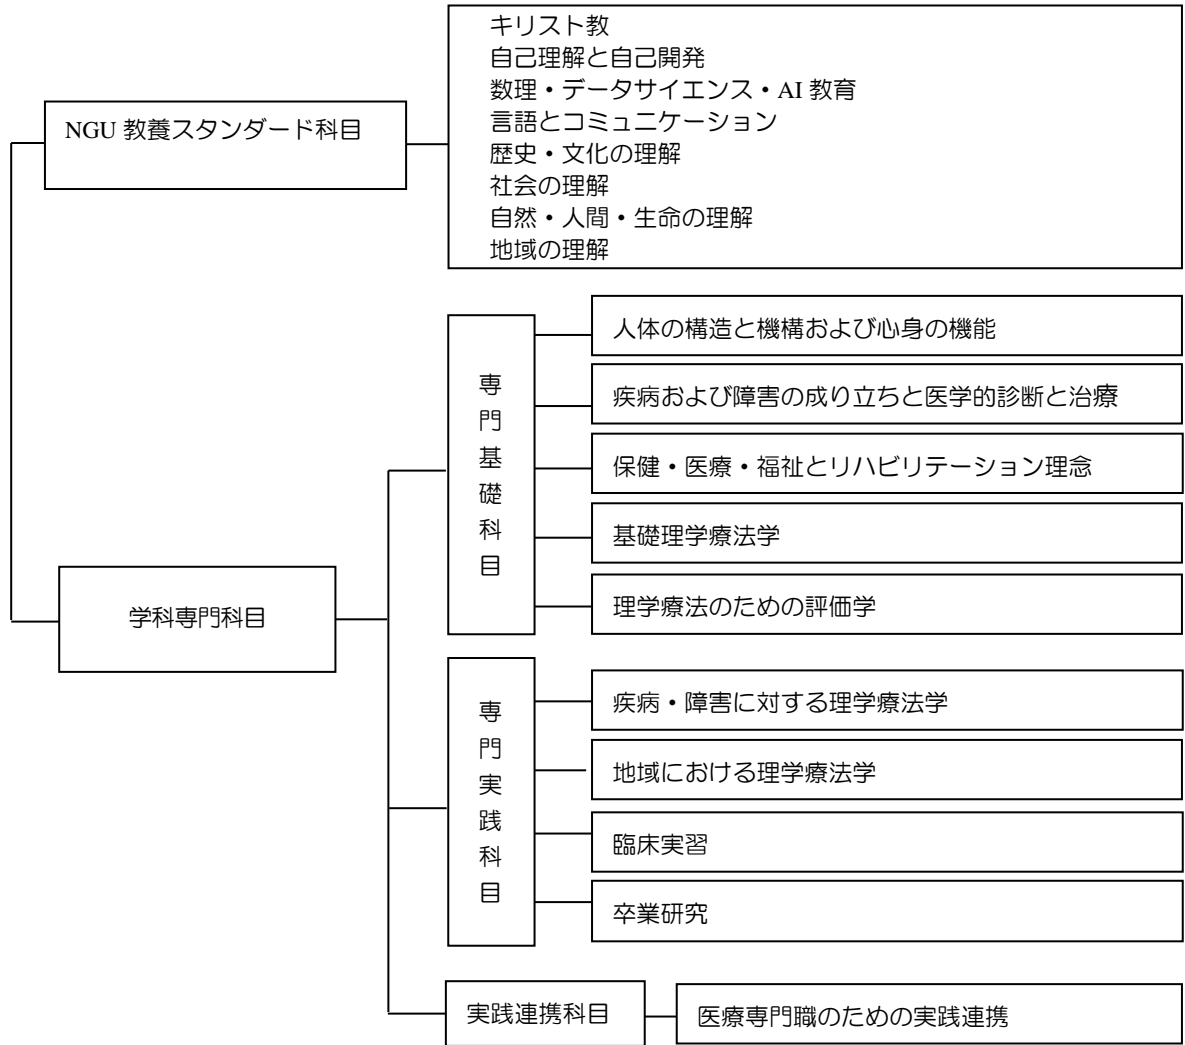 NGU 教養スタンダード科目
キリスト教
自己理解と自己開発
数理・データサイエンス・AI 教育
言語とコミュニケーション
歴史・文化の理解
社会の理解
自然・人間・生命の理解
地域の理解
学科専門科目
専門基礎科目
人体の構造と機構および心身の機能
疾病および障害の成り立ちと医学的診断と治療
保健・医療・福祉とリハビリテーション理念
基礎理学療法学
理学療法のための評価学
専門実践科目
疾病・障害に対する理学療法学
地域における理学療法学
臨床実習
卒業研究
実践連携科目
医療専門職のための実践連携